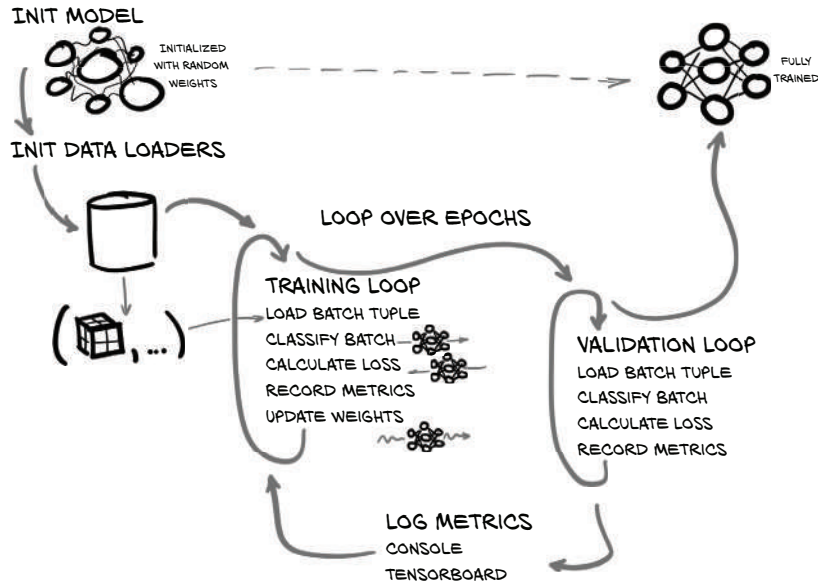 INIT MODEL
INITIALIZED
WITH RANDOM
WEIGHTS
FULLY
TRAINED
INIT DATA LOADERS
LOOP OVER EPOCHS
(
, ...)
TRAINING LOOP
LOAD BATCH TUPLE
CLASSIFY BATCH
CALCULATE LOSS
RECORD METRICS
UPDATE WEIGHTS
VALIDATION LOOP
LOAD BATCH TUPLE
CLASSIFY BATCH
CALCULATE LOSS
RECORD METRICS
LOG METRICS
CONSOLE
TENSORBOARD